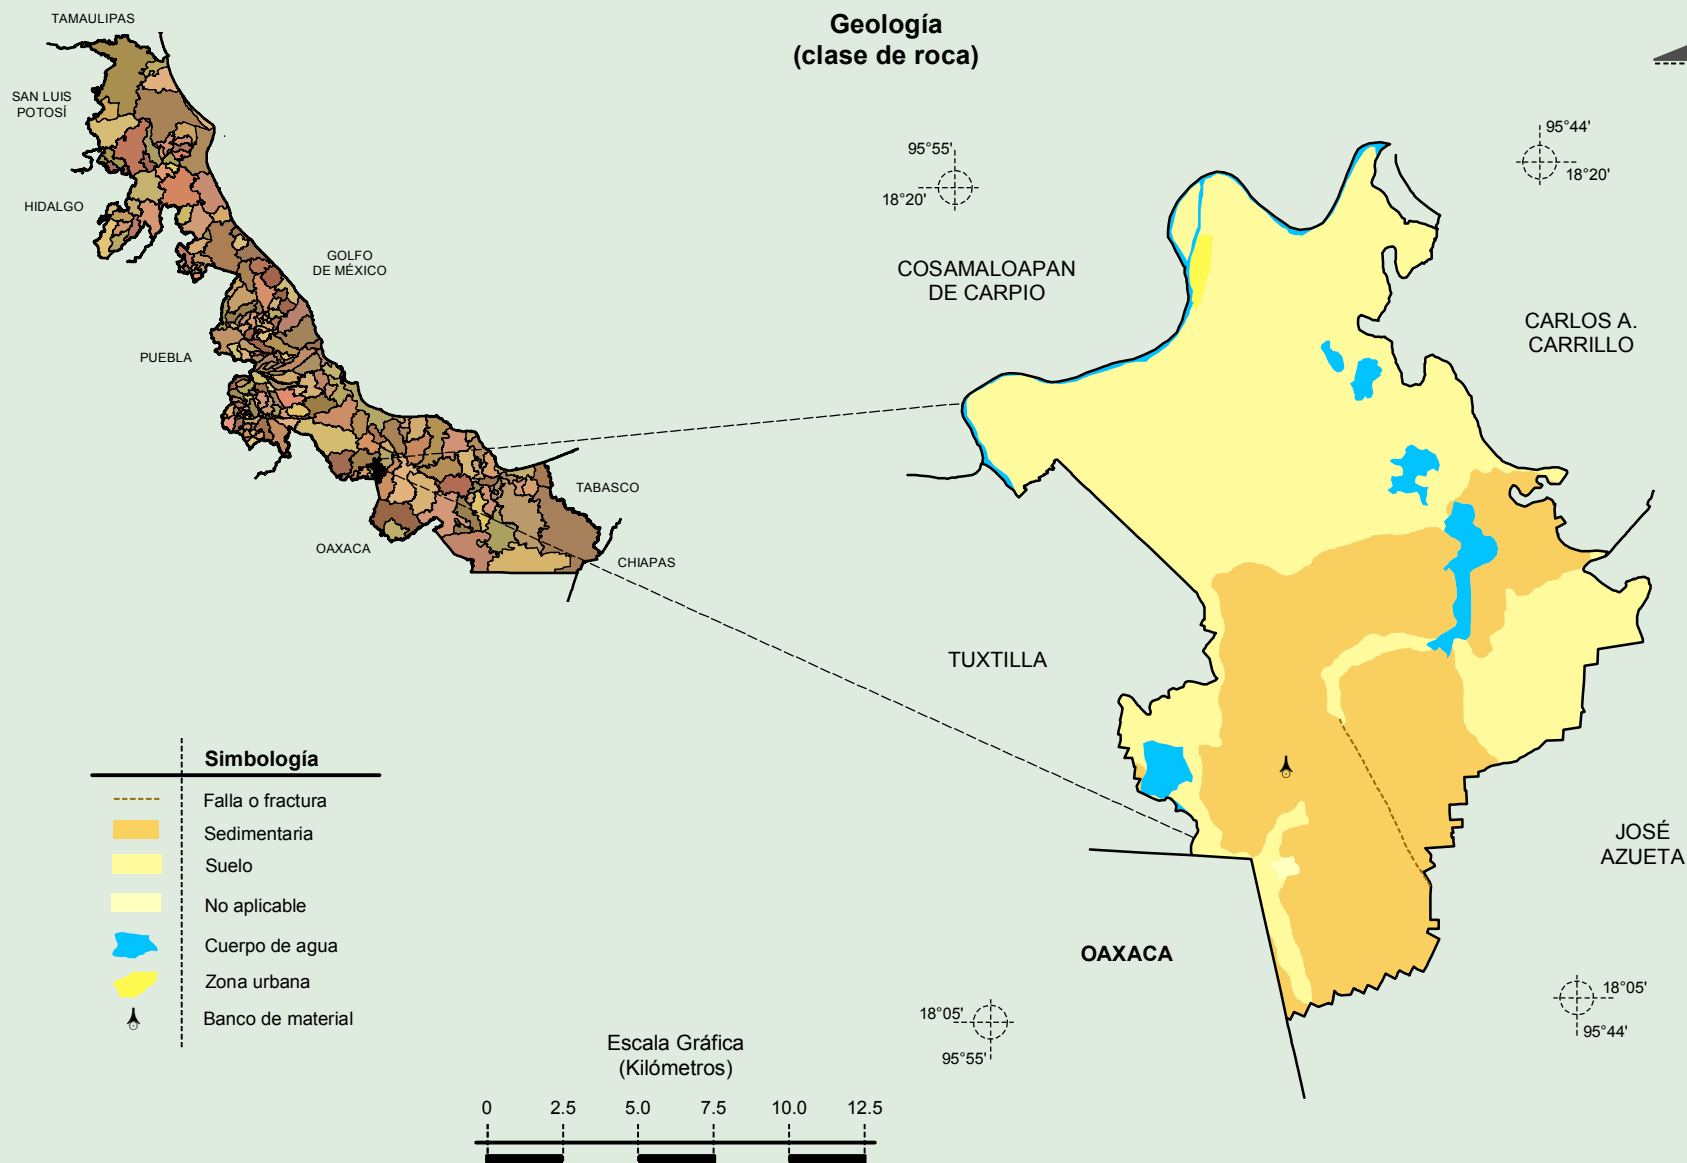 Geología
(clase de roca)
TAMAULIPAS
SAN LUIS
POTOSÍ
HIDALGO
GOLFO
DE MÉXICO
PUEBLA
OAXACA
TABASCO
CHIAPAS
95°55'
18°20'
95°44'
18°20'
COSAMALOAPAN
DE CARPIO
CARLOS A.
CARRILLO
TUXTILLA
JOSÉ
AZUETA
OAXACA
18°05'
95°55'
18°05'
95°44'
Simbología
Falla o fractura
Sedimentaria
Suelo
No aplicable
Cuerpo de agua
Zona urbana
Banco de material
Escala Gráfica
(Kilómetros)
0 2.5 5.0 7.5 10.0 12.5